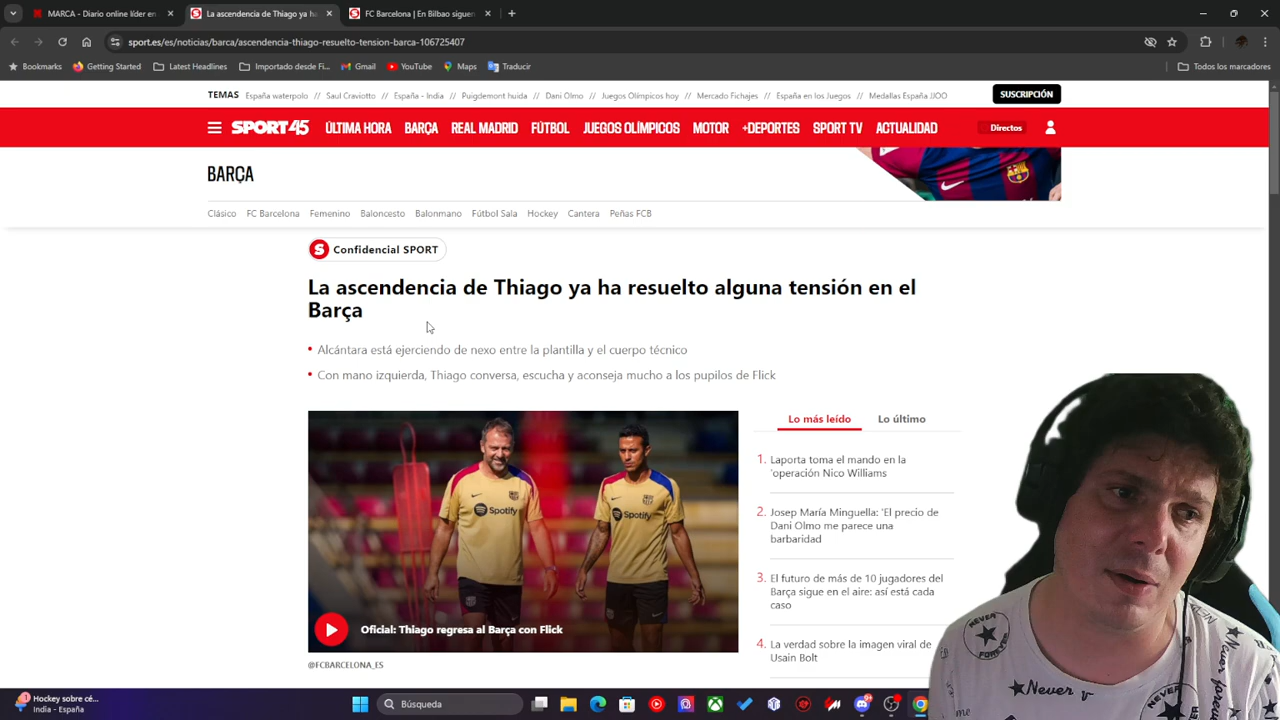 MARCA - Diario online líder en
La ascendencia de Thiago ya ha
FC Barcelona | En Bilbao siguen
sport.es/es/noticias/barca/ascendencia-thiago-resuelto-tension-barca-106725407
Bookmarks Getting Started Latest Headlines Importado desde Fi... Gmail YouTube Maps Traducir Todos los marcadores
TEMAS España waterpolo // Saul Craviotto // España - India // Puigdemont huida // Dani Olmo // Juegos Olímpicos hoy // Mercado Fichajes // España en los Juegos // Medallas España JJOO SUSCRIPCIÓN
SPORT45 ÚLTIMA HORA BARÇA REAL MADRID FÚTBOL JUEGOS OLÍMPICOS MOTOR +DEPORTES SPORT TV ACTUALIDAD Directos
BARÇA
Clásico FC Barcelona Femenino Baloncesto Balonmano Fútbol Sala Hockey Cantera Peñas FCB
S Confidencial SPORT
La ascendencia de Thiago ya ha resuelto alguna tensión en el
Barça
Alcántara está ejerciendo de nexo entre la plantilla y el cuerpo técnico
Con mano izquierda, Thiago conversa, escucha y aconseja mucho a los pupilos de Flick
Spotify
Spotify
Oficial: Thiago regresa al Barça con Flick
@FCBARCELONA_ES
Lo más leído Lo último
1. Laporta toma el mando en la
'operación Nico Williams
2. Josep María Minguella: 'El precio de
Dani Olmo me parece una
barbaridad
3. El futuro de más de 10 jugadores del
Barça sigue en el aire: así está cada
caso
4. La verdad sobre la imagen viral de
Usain Bolt
NEVER
FOREVER
Never
Hockey sobre cé...
India - España
Búsqueda